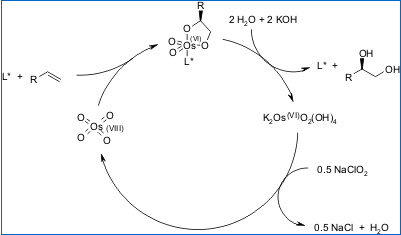 R
O (VI)
O Os O
O
L*
2 H2O + 2 KOH
L* + R
L* +
OH
R OH
O O
Os (VIII)
O O
K2Os(VI)O2(OH)4
0.5 NaClO2
0.5 NaCl + H2O